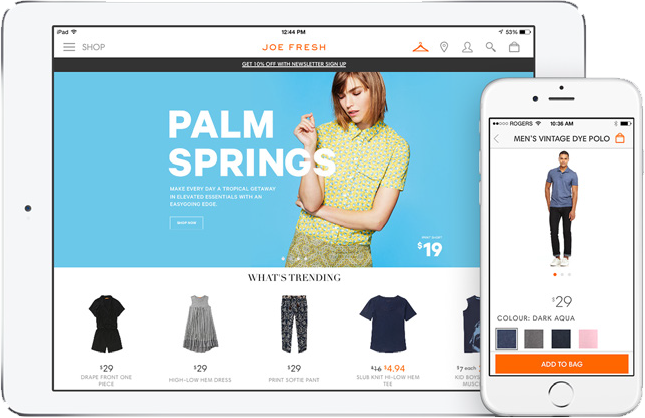 iPad
12:44 PM
53%
SHOP
JOE FRESH
GET 10% OFF WITH NEWSLETTER SIGN UP
PALM
SPRINGS
MAKE EVERY DAY A TROPICAL GETAWAY
IN ELEVATED ESSENTIALS WITH AN
EASYGOING EDGE.
SHOP NOW
$19
WHAT'S TRENDING
$29
DRAPE FRONT ONE
PIECE
$29
HIGH-LOW HEM DRESS
$29
PRINT SOFTIE PANT
$16 $4.94
SLUB KNIT HI-LOW HEM
TEE
$7 each
KID BOYS
MUSC
ROGERS
10:36 AM
MEN'S VINTAGE DYE POLO
$29
COLOUR: DARK AQUA
ADD TO BAG